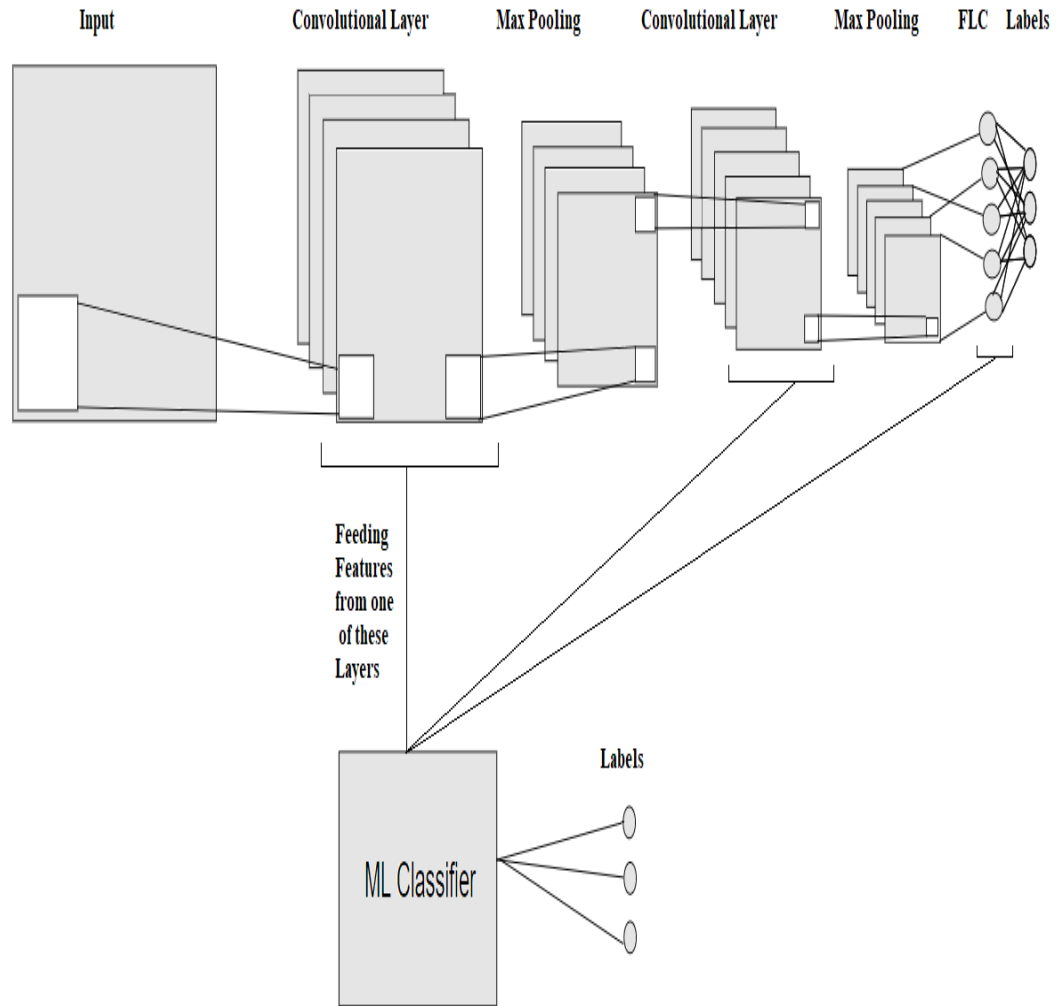 Input Convolutional Layer Max Pooling Convolutional Layer Max Pooling FLC Labels
Feeding
Features
from one
of these
Layers
Labels
ML Classifier